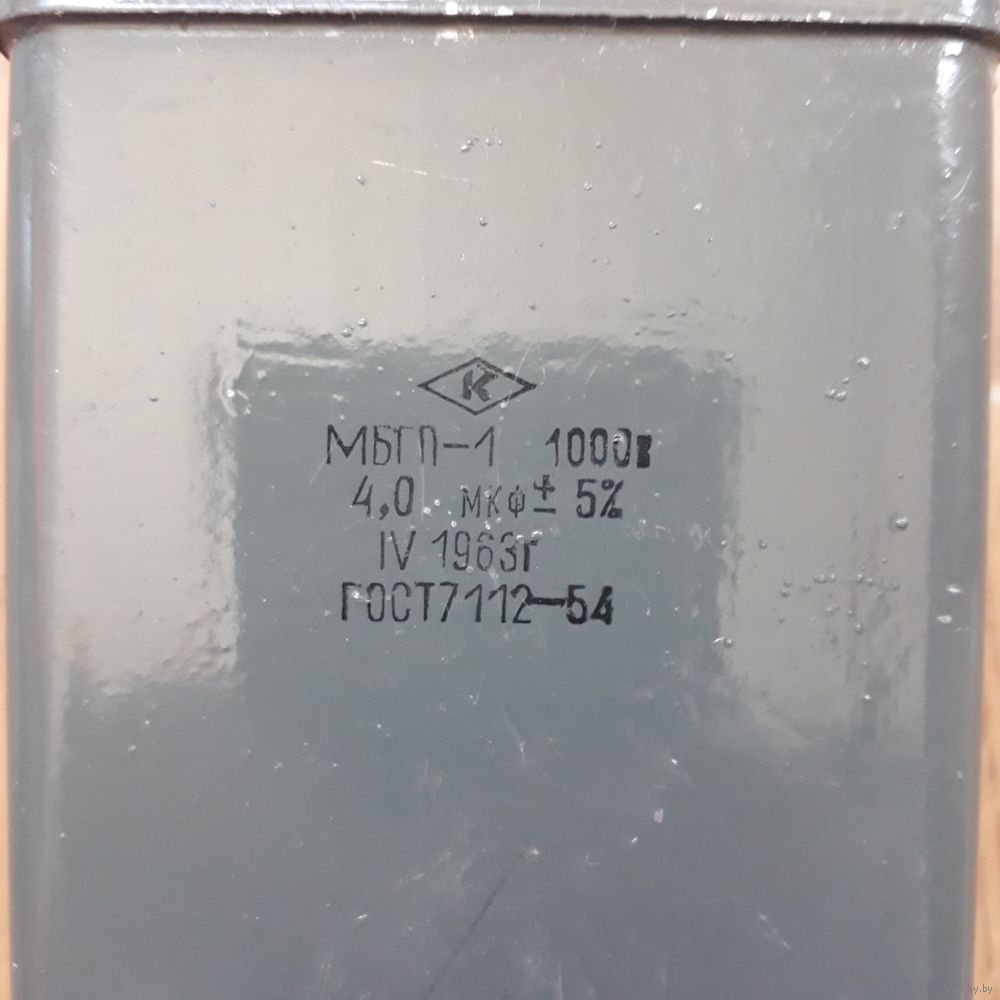 К
МБГП-1 1000в
4,0 мкф ± 5%
IV 1963г
ГОСТ7112-54